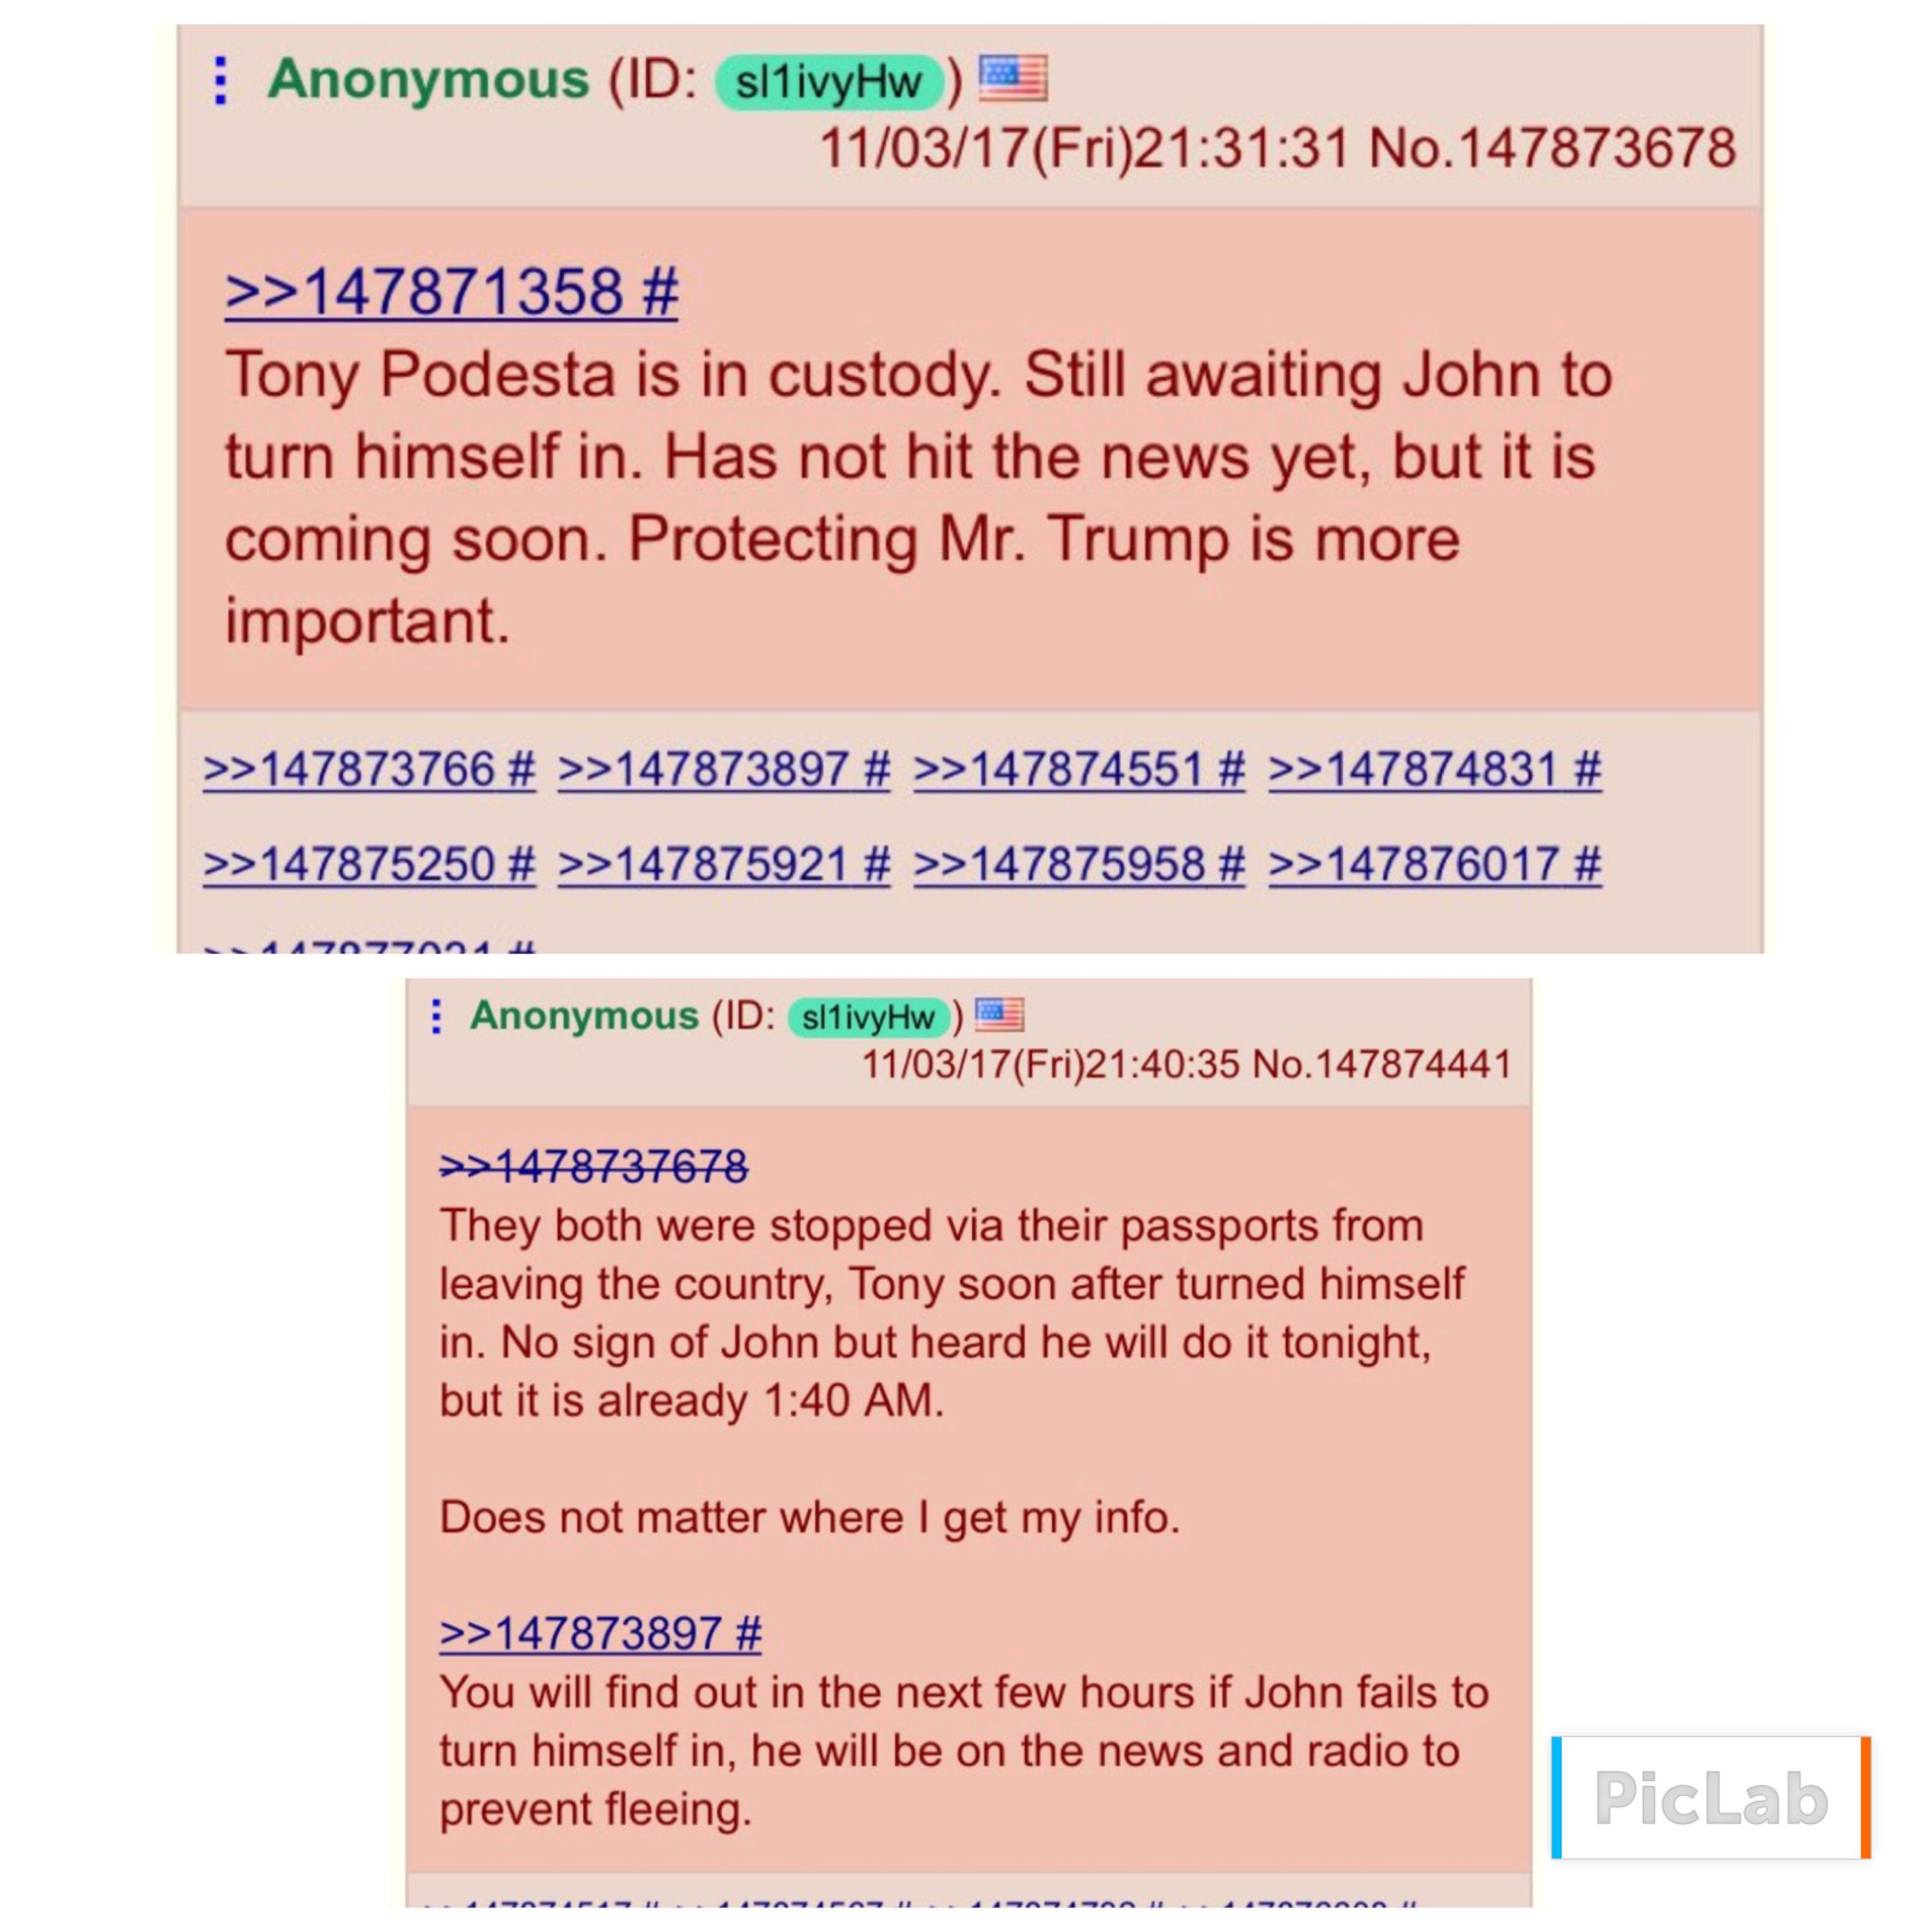 Anonymous (ID: sl1ivyHw)
11/03/17(Fri)21:31:31 No.147873678
>>147871358 #
Tony Podesta is in custody. Still awaiting John to
turn himself in. Has not hit the news yet, but it is
coming soon. Protecting Mr. Trump is more
important.
>>147873766 # >>147873897 # >>147874551 # >>147874831 #
>>147875250 # >>147875921 # >>147875958 # >>147876017 #
Anonymous (ID: sl1ivyHw)
11/03/17(Fri)21:40:35 No.147874441
>>1478737678
They both were stopped via their passports from
leaving the country, Tony soon after turned himself
in. No sign of John but heard he will do it tonight,
but it is already 1:40 AM.
Does not matter where I get my info.
>>147873897 #
You will find out in the next few hours if John fails to
turn himself in, he will be on the news and radio to
prevent fleeing.
PicLab